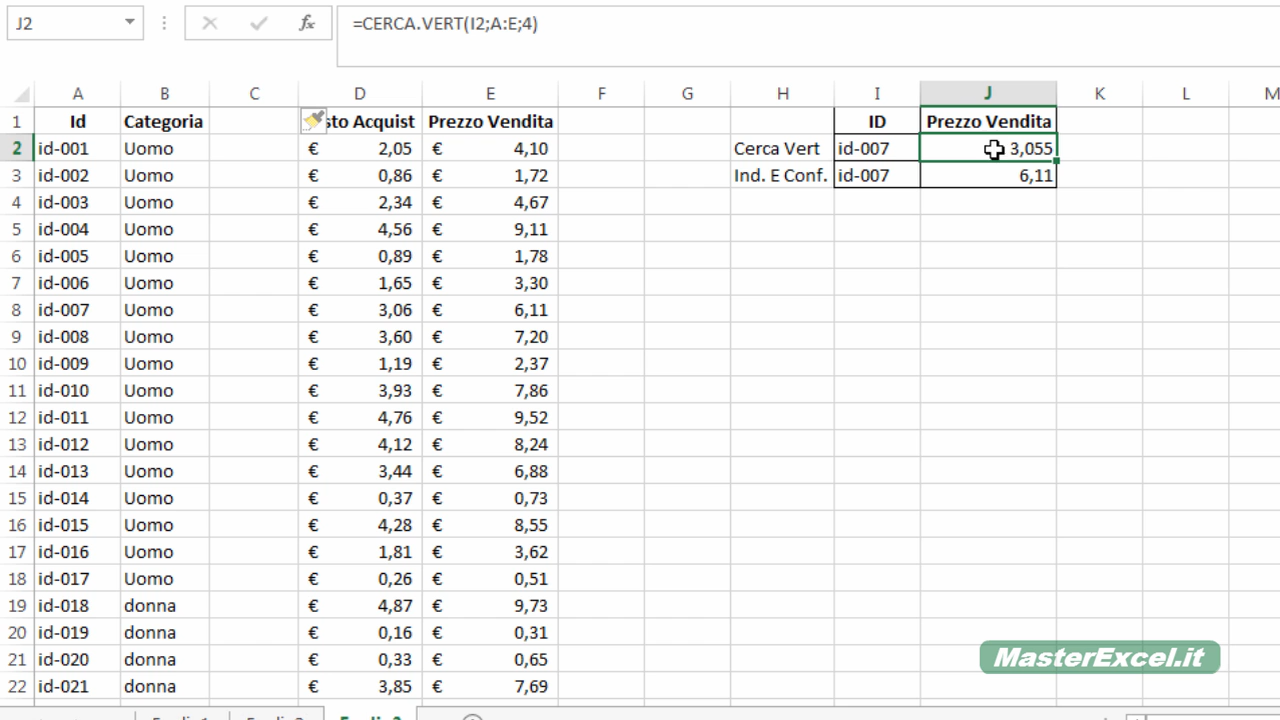 J2 fx =CERCA.VERT(I2;A:E;4)
A B C D E F G H I J K L M
1 Id Categoria sto Acquist Prezzo Vendita ID Prezzo Vendita
2 id-001 Uomo € 2,05 € 4,10 Cerca Vert id-007 3,055
3 id-002 Uomo € 0,86 € 1,72 Ind. E Conf. id-007 6,11
4 id-003 Uomo € 2,34 € 4,67
5 id-004 Uomo € 4,56 € 9,11
6 id-005 Uomo € 0,89 € 1,78
7 id-006 Uomo € 1,65 € 3,30
8 id-007 Uomo € 3,06 € 6,11
9 id-008 Uomo € 3,60 € 7,20
10 id-009 Uomo € 1,19 € 2,37
11 id-010 Uomo € 3,93 € 7,86
12 id-011 Uomo € 4,76 € 9,52
13 id-012 Uomo € 4,12 € 8,24
14 id-013 Uomo € 3,44 € 6,88
15 id-014 Uomo € 0,37 € 0,73
16 id-015 Uomo € 4,28 € 8,55
17 id-016 Uomo € 1,81 € 3,62
18 id-017 Uomo € 0,26 € 0,51
19 id-018 donna € 4,87 € 9,73
20 id-019 donna € 0,16 € 0,31
21 id-020 donna € 0,33 € 0,65
22 id-021 donna € 3,85 € 7,69
MasterExcel.it